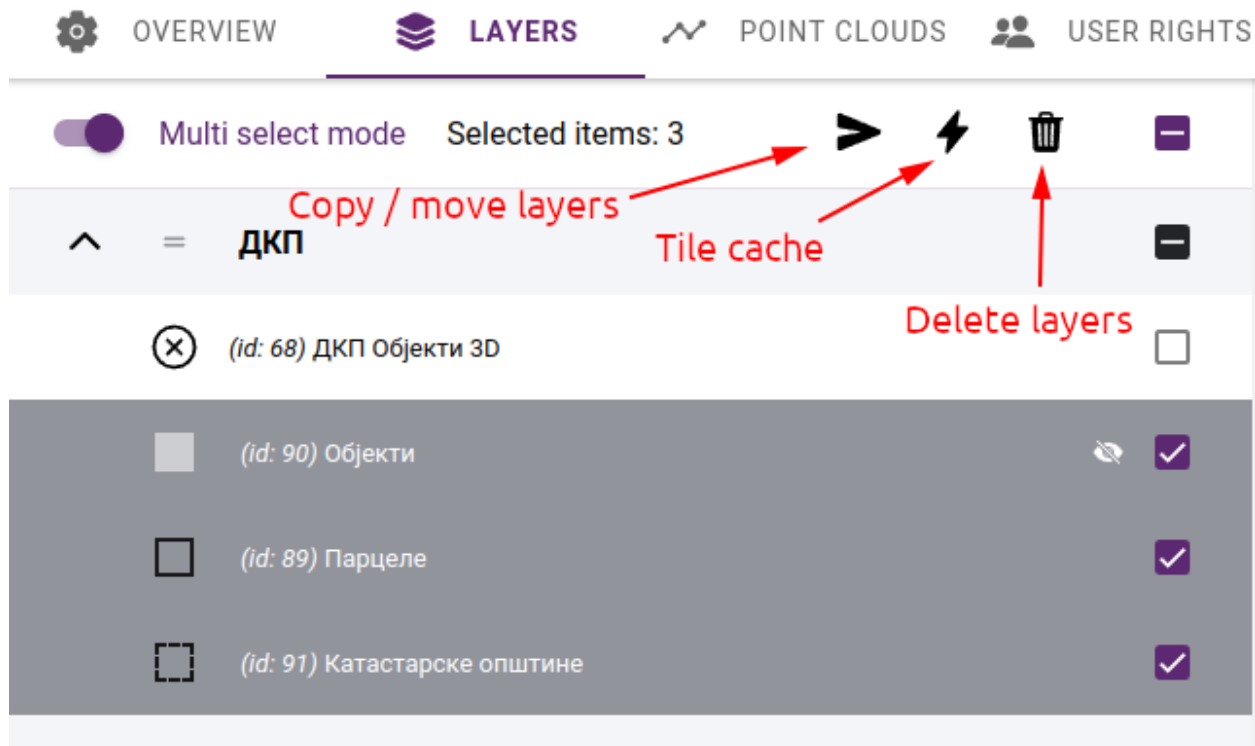 OVERVIEW LAYERS POINT CLOUDS USER RIGHTS
Multi select mode Selected items: 3
Copy / move layers
Tile cache
Delete layers
ДКП
(id: 68) ДКП Објекти 3D
(id: 90) Објекти
(id: 89) Парцеле
(id: 91) Катастарске општине